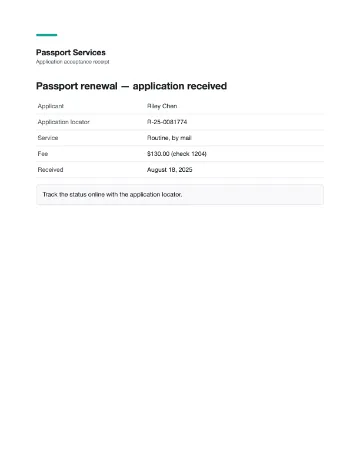 Passport Services
Application acceptance receipt
Passport renewal — application received
Applicant Riley Chen
Application locator R-25-0081774
Service Routine, by mail
Fee $130.00 (check 1204)
Received August 18, 2025
Track the status online with the application locator.